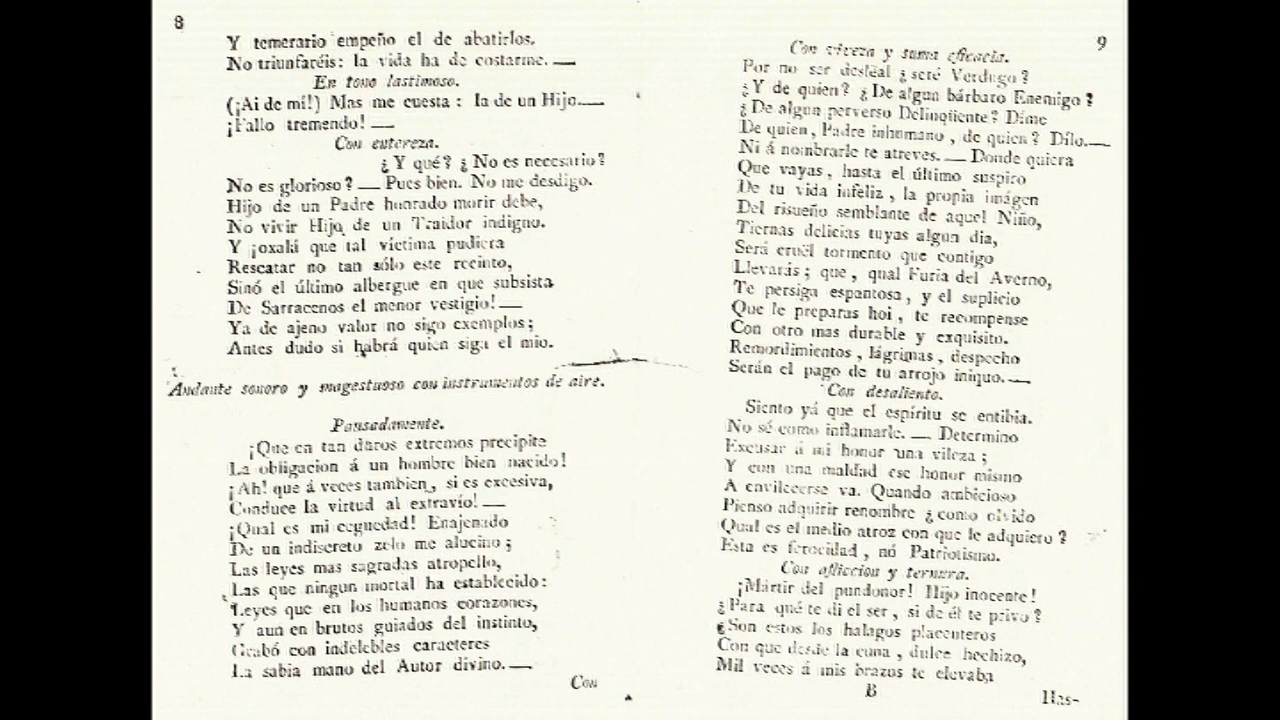 8
Y temerario empeño el de abatirlos.
No triunfaréis: la vida ha de costarme. —
En tono lastimoso.
(¡Ai de mí!) Mas me cuesta: la de un Hijo.—
¡Fallo tremendo! —
Con entereza.
¿Y qué? ¿No es necesario?
No es glorioso? — Pues bien. No me desdigo.
Hijo de un Padre honrado morir debe,
No vivir Hijo de un Traidor indigno.
Y ¡oxalá que tal víctima pudiera
Rescatar no tan sólo este recinto,
Sinó el último albergue en que subsista
De Sarracenos el menor vestigio! —
Ya de ajeno valor no sigo exemplos;
Antes dudo si habrá quien siga el mio.
Andante sonoro y magestuoso con instrumentos de aire.
Pausadamente.
¡Que en tan duros extremos precipite
La obligacion á un hombre bien nacido!
¡Ah! que á veces tambien, si es excesiva,
Conduce la virtud al extravío! —
¡Qual es mi ceguedad! Enajenado
De un indiscreto zelo me alucino;
Las leyes mas sagradas atropello,
Las que ningun mortal ha establecido:
Leyes que en los humanos corazones,
Y aun en brutos guiados del instinto,
Grabó con indelebles caracteres
La sabia mano del Autor divino. —
Con
9
Con viveza y suma eficacia.
Por no ser desleal ¿seré Verdugo?
¿Y de quien? ¿De algun bárbaro Enemigo?
¿De algun perverso Delinqüente? Dime
De quien, Padre inhumano, de quien? Dílo.—
Ni á nombrarle te atreves. — Donde quiera
Que vayas, hasta el último suspiro
De tu vida infeliz, la propia imágen
Del risueño semblante de aquel Niño,
Tiernas delicias tuyas algun dia,
Será cruël tormento que contigo
Llevarás; que, qual Furia del Averno,
Te persiga espantosa, y el suplicio
Que le preparas hoi, te recompense
Con otro mas durable y exquisito.
Remordimientos, lágrimas, despecho
Serán el pago de tu arrojo iniquo. —
Con desaliento.
Siento yá que el espíritu se entibia.
No sé como inflamarle. — Determino
Excusar á mi honor una vileza;
Y con una maldad ese honor mismo
A envilecerse va. Quando ambicioso
Pienso adquirir renombre ¿como olvido
Qual es el medio atroz con que le adquiero?
Esta es ferocidad, nó Patriotismo.
Con afliccion y ternura.
¡Mártir del pundonor! Hijo inocente!
¿Para qué te di el ser, si de él te privo?
¿Son estos los halagos placenteros
Con que desde la cuna, dulce hechizo,
Mil veces á mis brazos te elevaba
B
Has-